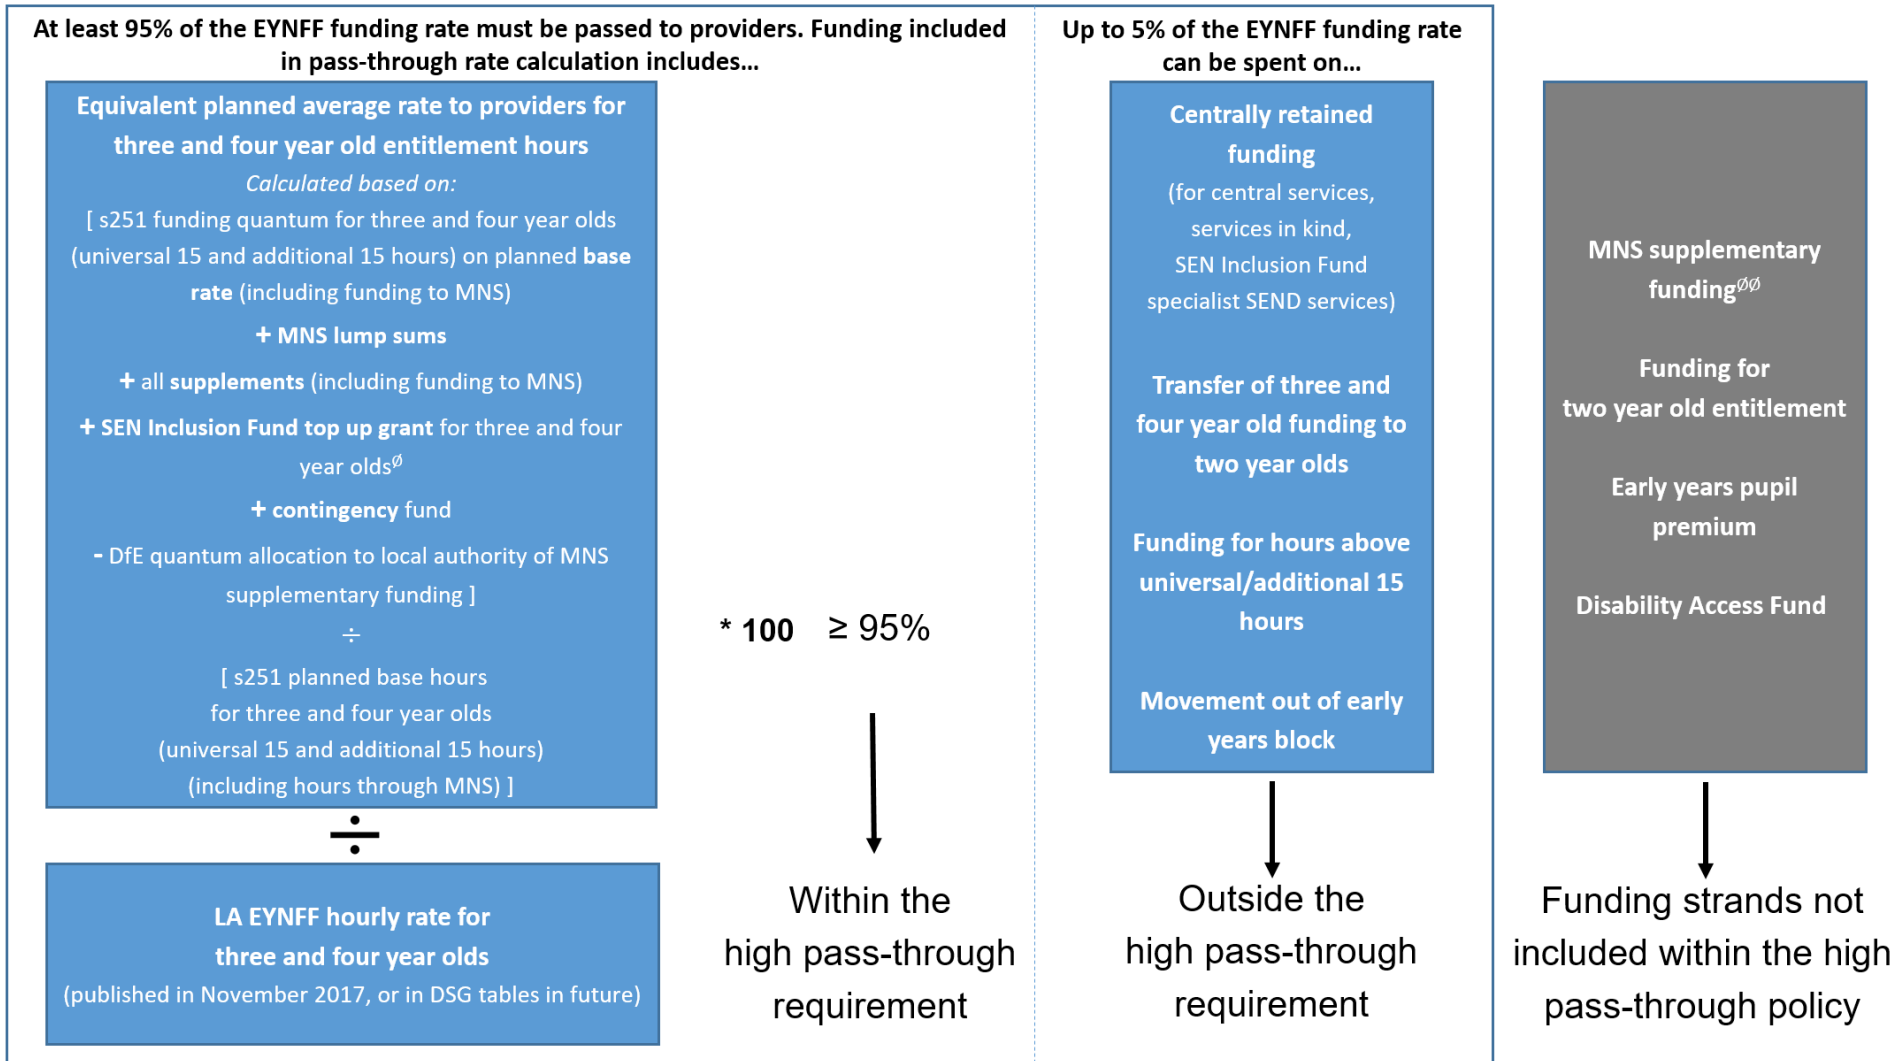 At least 95% of the EYNFF funding rate must be passed to providers. Funding included
in pass-through rate calculation includes…
Equivalent planned average rate to providers for
three and four year old entitlement hours
Calculated based on:
[ s251 funding quantum for three and four year olds
(universal 15 and additional 15 hours) on planned base
rate (including funding to MNS)
+ MNS lump sums
+ all supplements (including funding to MNS)
+ SEN Inclusion Fund top up grant for three and four
year olds^ø
+ contingency fund
- DfE quantum allocation to local authority of MNS
supplementary funding ]
÷
[ s251 planned base hours
for three and four year olds
(universal 15 and additional 15 hours)
(including hours through MNS) ]
÷
LA EYNFF hourly rate for
three and four year olds
(published in November 2017, or in DSG tables in future)
* 100 ≥ 95%
Within the
high pass-through
requirement
Up to 5% of the EYNFF funding rate
can be spent on…
Centrally retained
funding
(for central services,
services in kind,
SEN Inclusion Fund
specialist SEND services)
Transfer of three and
four year old funding to
two year olds
Funding for hours above
universal/additional 15
hours
Movement out of early
years block
Outside the
high pass-through
requirement
MNS supplementary
funding^øø
Funding for
two year old entitlement
Early years pupil
premium
Disability Access Fund
Funding strands not
included within the high
pass-through policy